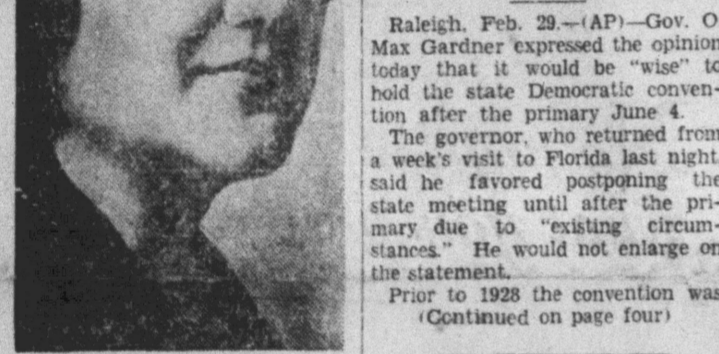 Raleigh, Feb. 29.—(AP)—Gov. O.
Max Gardner expressed the opinion
today that it would be "wise" to
hold the state Democratic conven-
tion after the primary June 4.
The governor, who returned from
a week's visit to Florida last night
said he favored postponing the
state meeting until after the pri-
mary due to "existing circum-
stances." He would not enlarge on
the statement.
Prior to 1928 the convention was
(Continued on page four)